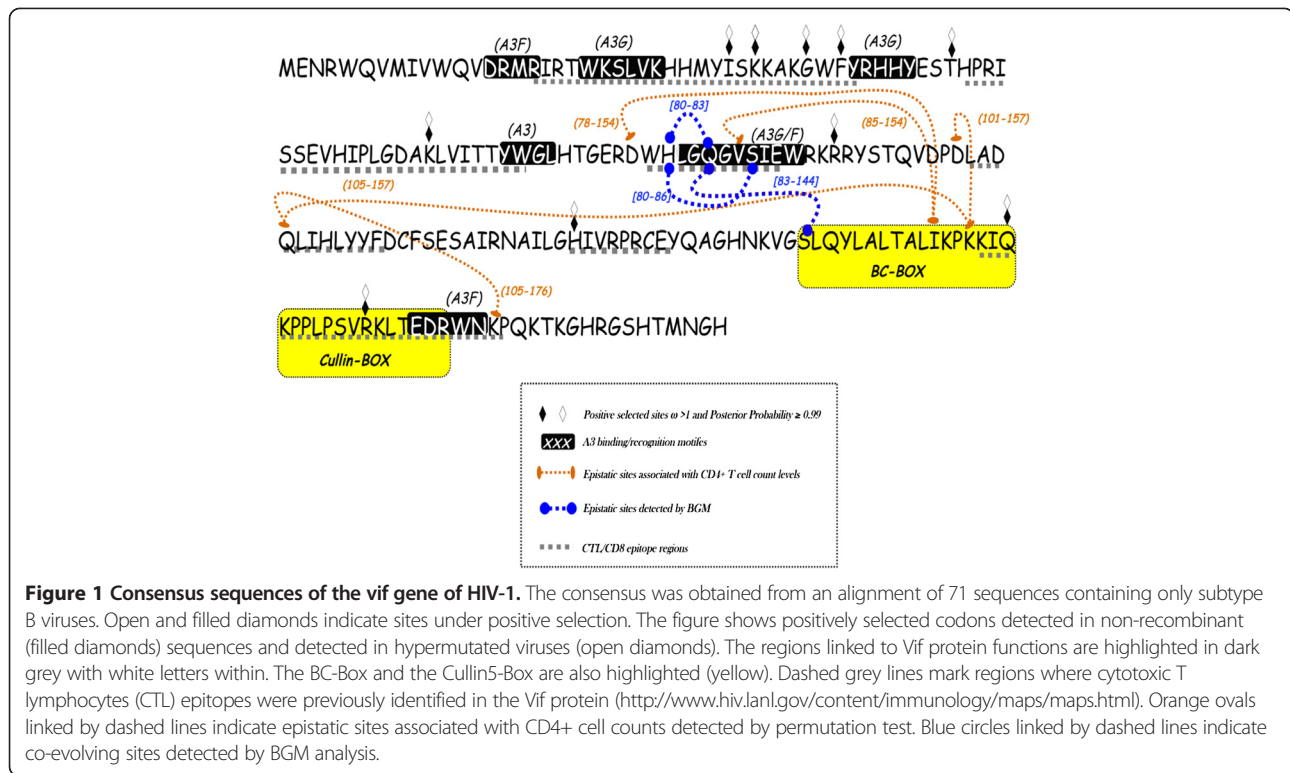 (A3F) (A3G) (A3G)
MENRWQVMIVWQVDRMRIRTWKSLVKHHMYISKKAKGWFYRHHYESTHPRI
[80-83]
(78-154) (85-154) (101-157)
(A3) (A3G/F)
SSEVHIPLGDAKLVITTYWGLHTGERDWHLGQGVSIEWRKRRYSTQVDPDLAD
(105-157) [80-86] [83-144]
QLIHLYYFDCFSESAIRNAILGHIVRPRCEYQAGHNKVGSLQYLALTALIKPKKIQ
BC-BOX
(105-176)
(A3F)
KPPLPSVRKLTEDRWNKPQKTKGHRGSHTMNGH
Cullin-BOX
Positive selected sites ω >1 and Posterior Probability ≥ 0.99
XXX A3 binding/recognition motifes
Epistatic sites associated with CD4+ T cell count levels
Epistatic sites detected by BGM
CTL/CD8 epitope regions
Figure 1 Consensus sequences of the vif gene of HIV-1. The consensus was obtained from an alignment of 71 sequences containing only subtype
B viruses. Open and filled diamonds indicate sites under positive selection. The figure shows positively selected codons detected in non-recombinant
(filled diamonds) sequences and detected in hypermutated viruses (open diamonds). The regions linked to Vif protein functions are highlighted in dark
grey with white letters within. The BC-Box and the Cullin5-Box are also highlighted (yellow). Dashed grey lines mark regions where cytotoxic T
lymphocytes (CTL) epitopes were previously identified in the Vif protein (http://www.hiv.lanl.gov/content/immunology/maps/maps.html). Orange ovals
linked by dashed lines indicate epistatic sites associated with CD4+ cell counts detected by permutation test. Blue circles linked by dashed lines indicate
co-evolving sites detected by BGM analysis.